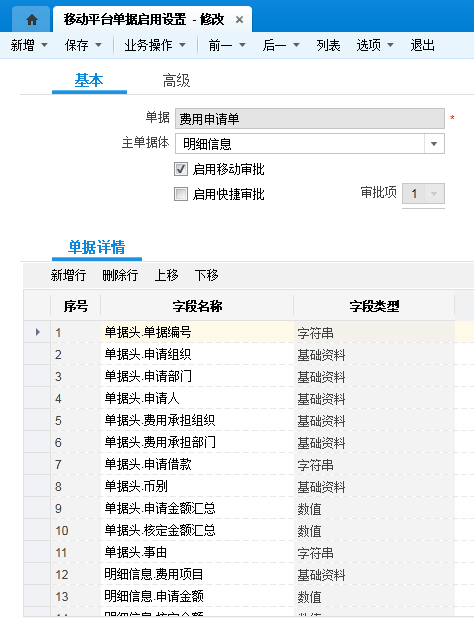 移动平台单据启用设置 - 修改 ×
新增 保存 业务操作 前一 后一 列表 选项 退出
基本 高级
单据 费用申请单 *
主单据体 明细信息
启用移动审批
启用快捷审批 审批项 1
单据详情
新增行 删除行 上移 下移
序号 字段名称 字段类型
1 单据头.单据编号 字符串
2 单据头.申请组织 基础资料
3 单据头.申请部门 基础资料
4 单据头.申请人 基础资料
5 单据头.费用承担组织 基础资料
6 单据头.费用承担部门 基础资料
7 单据头.申请借款 字符串
8 单据头.币别 基础资料
9 单据头.申请金额汇总 数值
10 单据头.核定金额汇总 数值
11 单据头.事由 字符串
12 明细信息.费用项目 基础资料
13 明细信息.申请金额 数值
14 明细信息.核定金额 数值